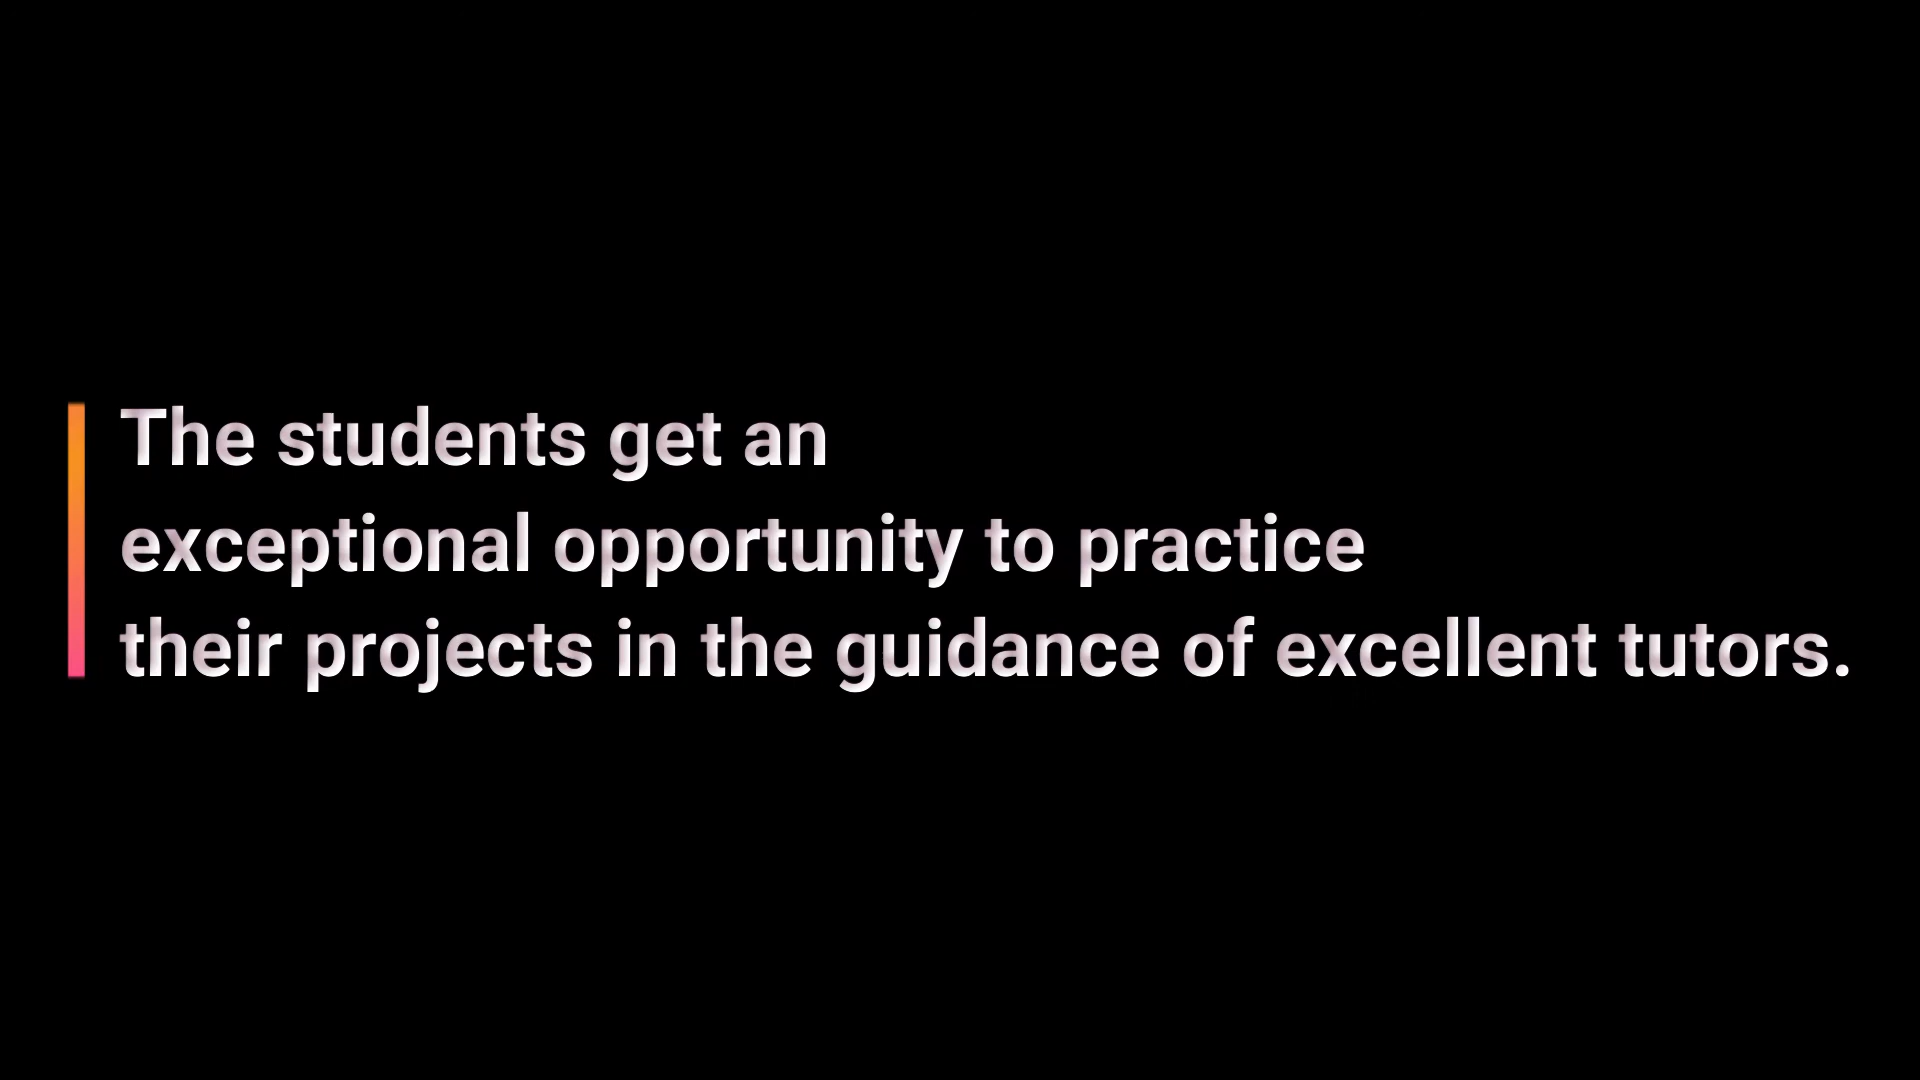 The students get an
exceptional opportunity to practice
their projects in the guidance of excellent tutors.